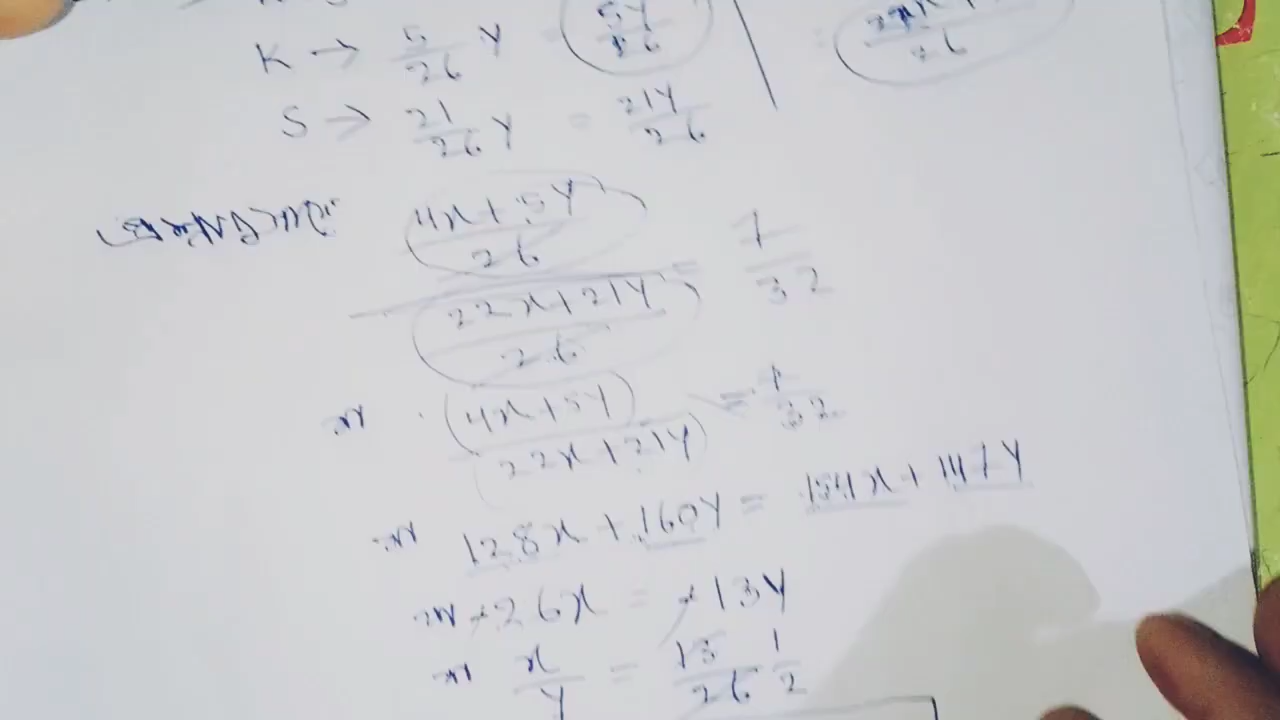 K → 5/26 Y = 5Y/26
S → 21/26 Y = 21Y/26
(4x+5Y)/26 / (22x+21Y)/26 = 7/32
বা (4x+5Y)/(22x+21Y) = 7/32
বা 128x + 160Y = 154x + 147Y
বা -26x = -13Y
বা x/Y = 13/26 1/2